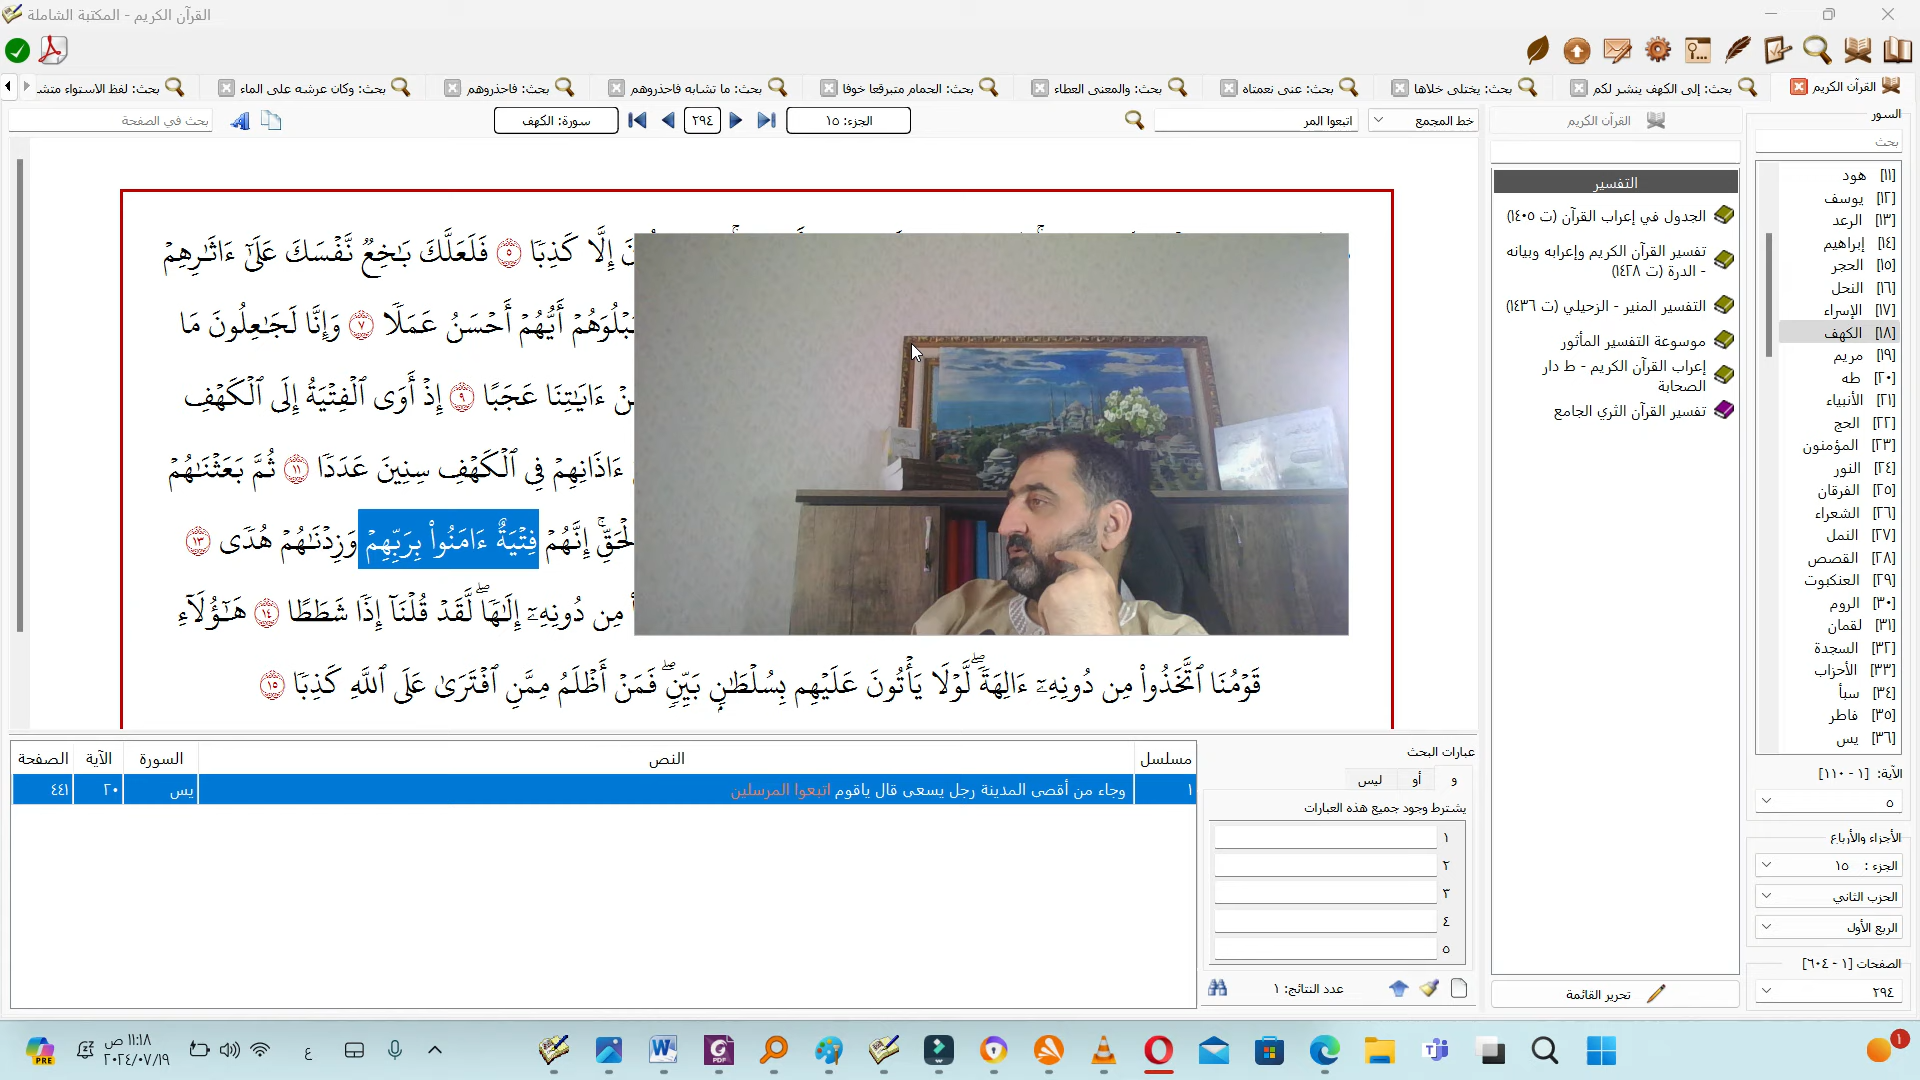 القرآن الكريم - المكتبة الشاملة
القرآن الكريم
بحث: إلى الكهف ينشر لكم
بحث: يختلى خلاها
بحث: عنى نعمتاه
بحث: والمعنى العطاء
بحث: الحمام متبرقعا خوفا
بحث: ما تشابه فاحذروهم
بحث: فاحذروهم
بحث: وكان عرشه على الماء
بحث: لفظ الاستواء متش
خط المجمع
اتبعوا المر
الجزء: ١٥
٢٩٤
سورة: الكهف
بحث في الصفحة
السور
بحث
[١١] هود
[١٢] يوسف
[١٣] الرعد
[١٤] إبراهيم
[١٥] الحجر
[١٦] النحل
[١٧] الإسراء
[١٨] الكهف
[١٩] مريم
[٢٠] طه
[٢١] الأنبياء
[٢٢] الحج
[٢٣] المؤمنون
[٢٤] النور
[٢٥] الفرقان
[٢٦] الشعراء
[٢٧] النمل
[٢٨] القصص
[٢٩] العنكبوت
[٣٠] الروم
[٣١] لقمان
[٣٢] السجدة
[٣٣] الأحزاب
[٣٤] سبأ
[٣٥] فاطر
[٣٦] يس
الآية: [١ - ١١٠]
٥
الأجزاء والأرباع
الجزء : ١٥
الحزب الثاني
الربع الأول
الصفحات [١ - ٦٠٤]
٢٩٤
القرآن الكريم
التفسير
الجدول في إعراب القرآن (ت ١٤٠٥)
تفسير القرآن الكريم وإعرابه وبيانه
- الدرة (ت ١٤٢٨)
التفسير المنير - الزحيلي (ت ١٤٣٦)
موسوعة التفسير المأثور
إعراب القرآن الكريم - ط دار
الصحابة
تفسير القرآن الثري الجامع
تحرير القائمة
إِلَّا كَذِبًا ٥ فَلَعَلَّكَ بَٰخِعٌ نَّفْسَكَ عَلَىٰٓ ءَاثَٰرِهِمْ
أَيُّهُمْ أَحْسَنُ عَمَلًا ٧ وَإِنَّا لَجَٰعِلُونَ مَا
ءَايَٰتِنَا عَجَبًا ٩ إِذْ أَوَى ٱلْفِتْيَةُ إِلَى ٱلْكَهْفِ
ءَاذَانِهِمْ فِى ٱلْكَهْفِ سِنِينَ عَدَدًا ١١ ثُمَّ بَعَثْنَٰهُمْ
إِنَّهُمْ فِتْيَةٌ ءَامَنُوا۟ بِرَبِّهِمْ وَزِدْنَٰهُمْ هُدًى ١٣
مِن دُونِهِۦٓ إِلَٰهًا ۖ لَّقَدْ قُلْنَآ إِذًا شَطَطًا ١٤ هَٰٓؤُلَآءِ
قَوْمُنَا ٱتَّخَذُوا۟ مِن دُونِهِۦٓ ءَالِهَةً ۖ لَّوْلَا يَأْتُونَ عَلَيْهِم بِسُلْطَٰنٍۭ بَيِّنٍ ۖ فَمَنْ أَظْلَمُ مِمَّنِ ٱفْتَرَىٰ عَلَى ٱللَّهِ كَذِبًا ١٥
عبارات البحث
و أو ليس
يشترط وجود جميع هذه العبارات
١
٢
٣
٤
٥
عدد النتائج: ١
مسلسل النص السورة الآية الصفحة
١ وجاء من أقصى المدينة رجل يسعى قال ياقوم اتبعوا المرسلين يس ٢٠ ٤٤١
١
ع
١١:١٨ ص
٢٠٢٤/٠٧/١٩
PRE
PDF